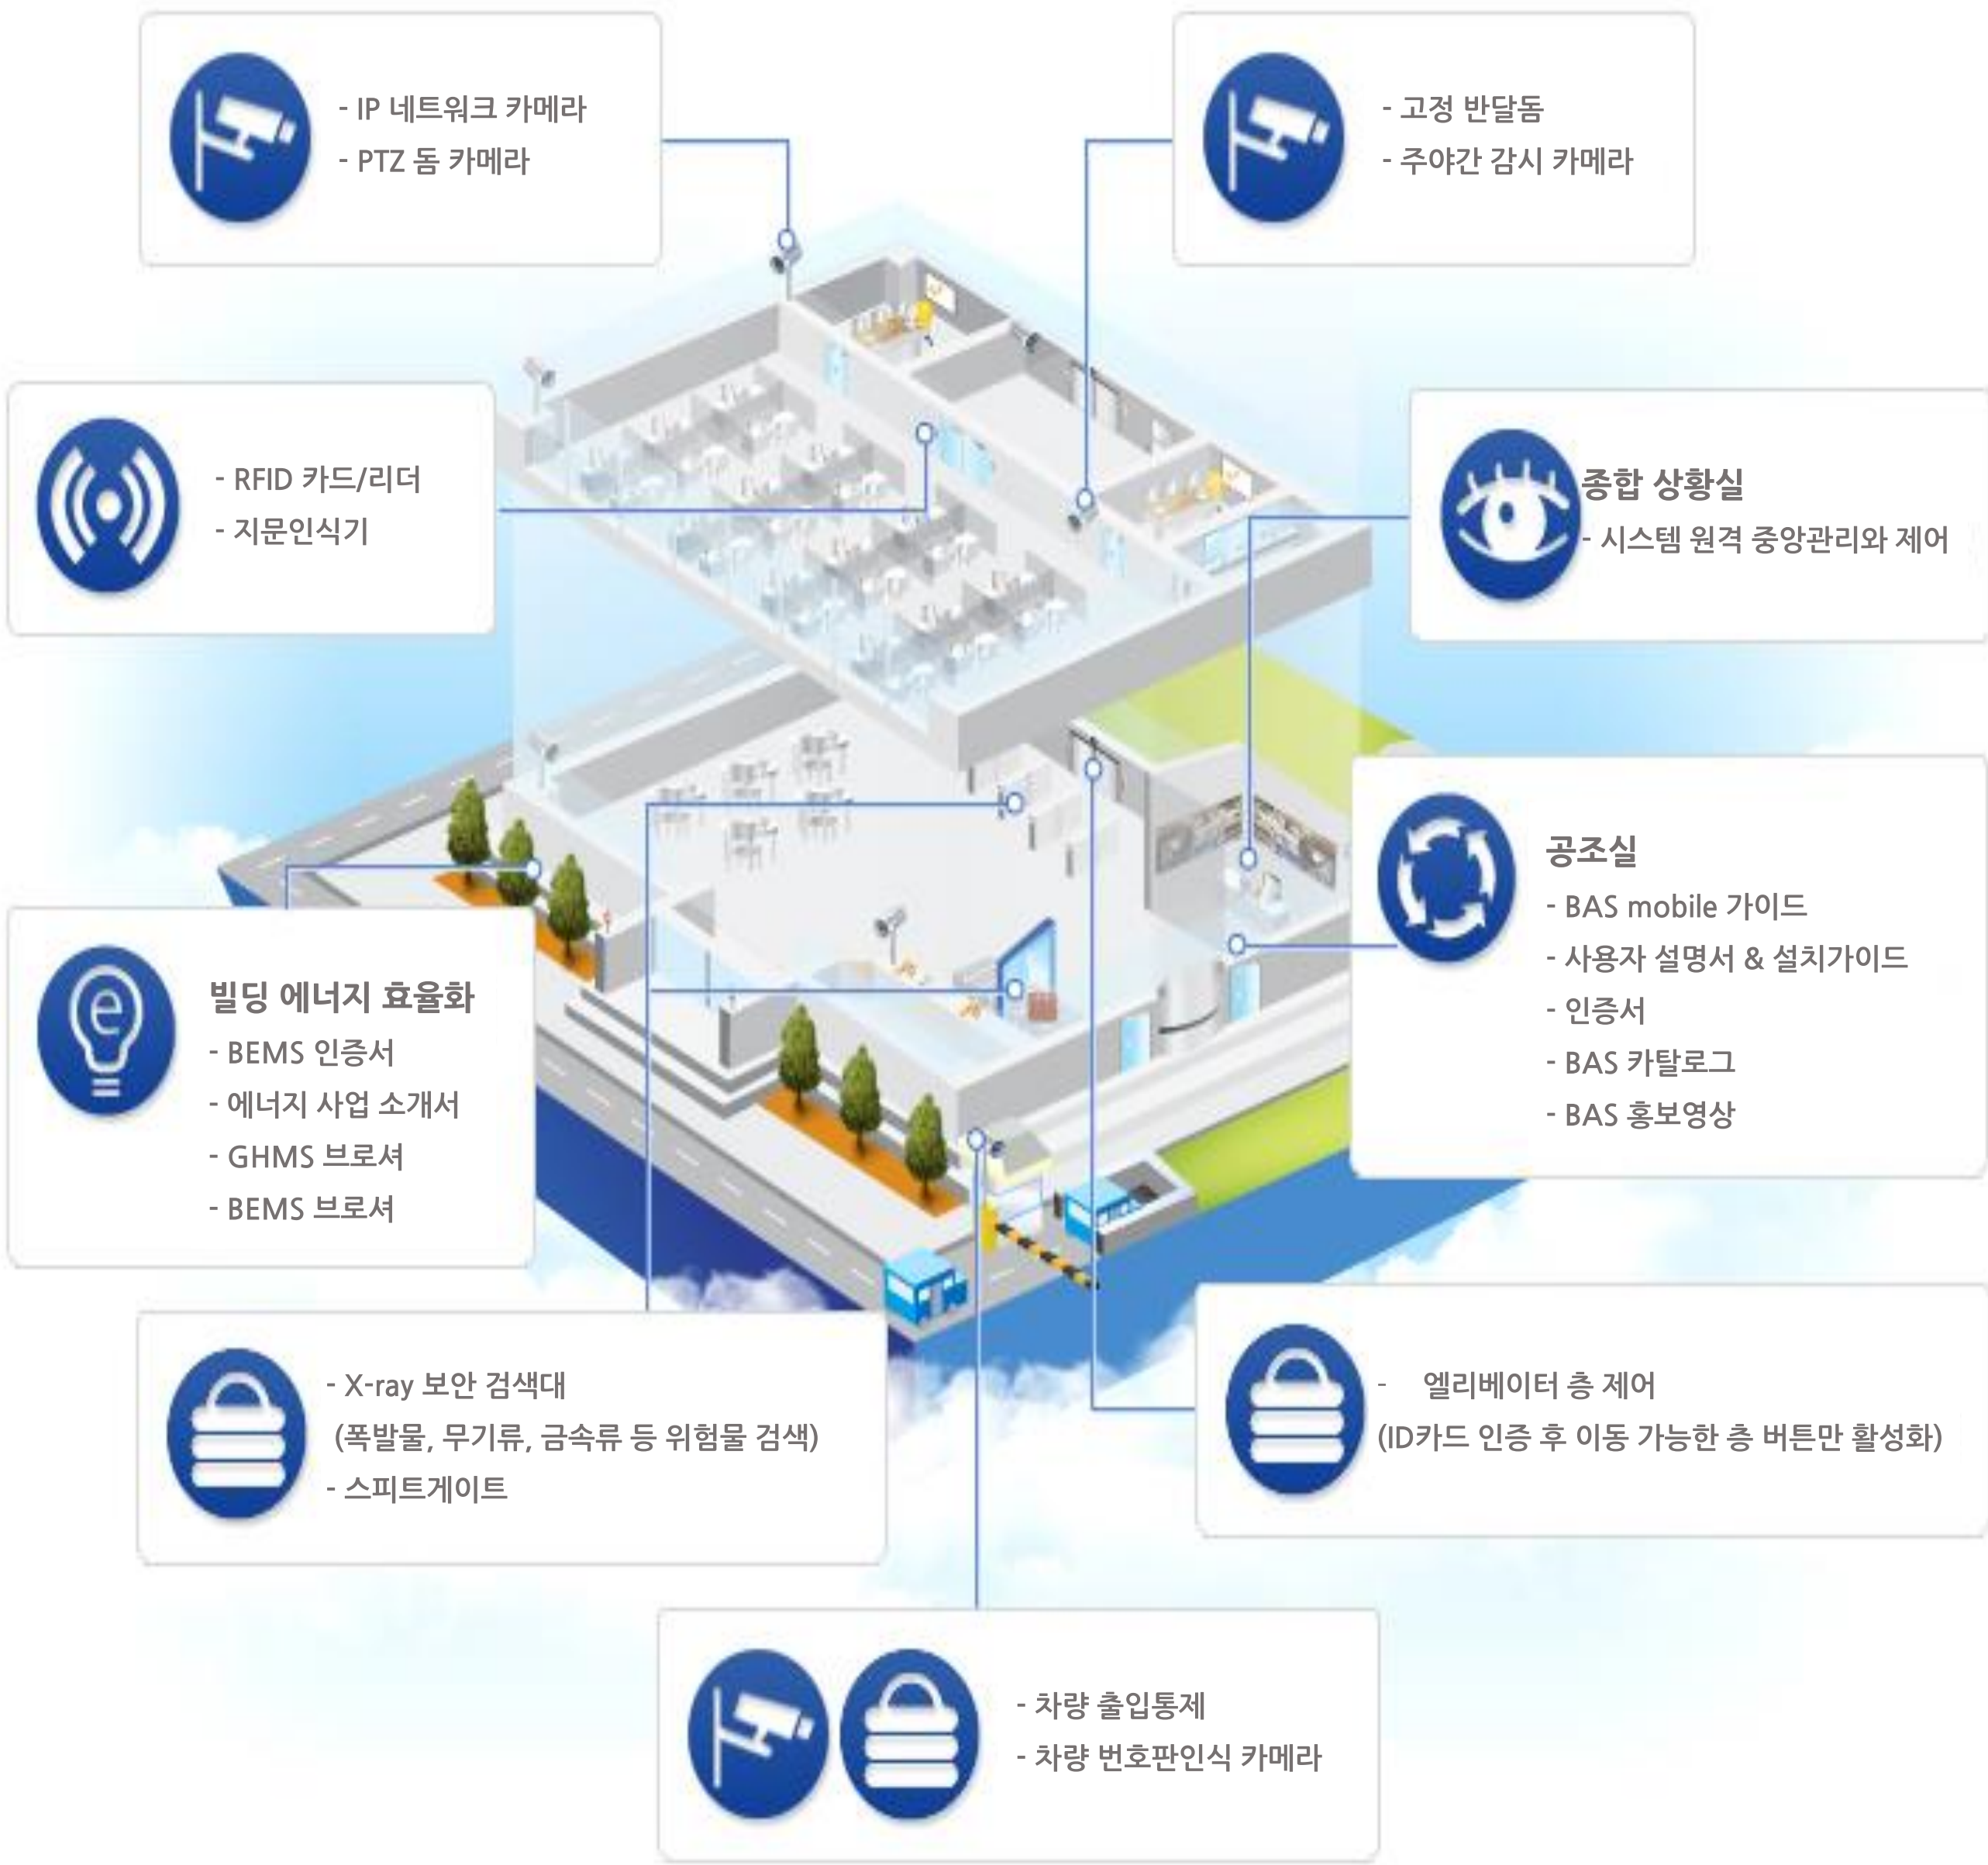 - IP 네트워크 카메라
- PTZ 돔 카메라
- 고정 반달돔
- 주야간 감시 카메라
- RFID 카드/리더
- 지문인식기
종합 상황실
- 시스템 원격 중앙관리와 제어
공조실
- BAS mobile 가이드
- 사용자 설명서 & 설치가이드
- 인증서
- BAS 카탈로그
- BAS 홍보영상
빌딩 에너지 효율화
- BEMS 인증서
- 에너지 사업 소개서
- GHMS 브로셔
- BEMS 브로셔
- X-ray 보안 검색대
(폭발물, 무기류, 금속류 등 위험물 검색)
- 스피트게이트
- 엘리베이터 층 제어
(ID카드 인증 후 이동 가능한 층 버튼만 활성화)
- 차량 출입통제
- 차량 번호판인식 카메라